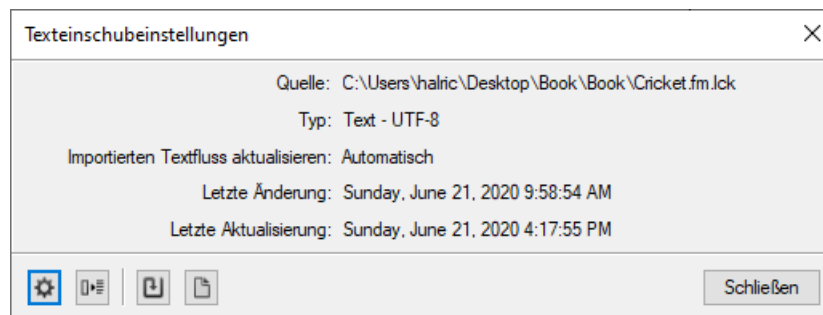 Texteinschubeinstellungen
Quelle: C:\Users\halric\Desktop\Book\Book\Cricket.fm.lck
Typ: Text - UTF-8
Importierten Textfluss aktualisieren: Automatisch
Letzte Änderung: Sunday, June 21, 2020 9:58:54 AM
Letzte Aktualisierung: Sunday, June 21, 2020 4:17:55 PM
Schließen